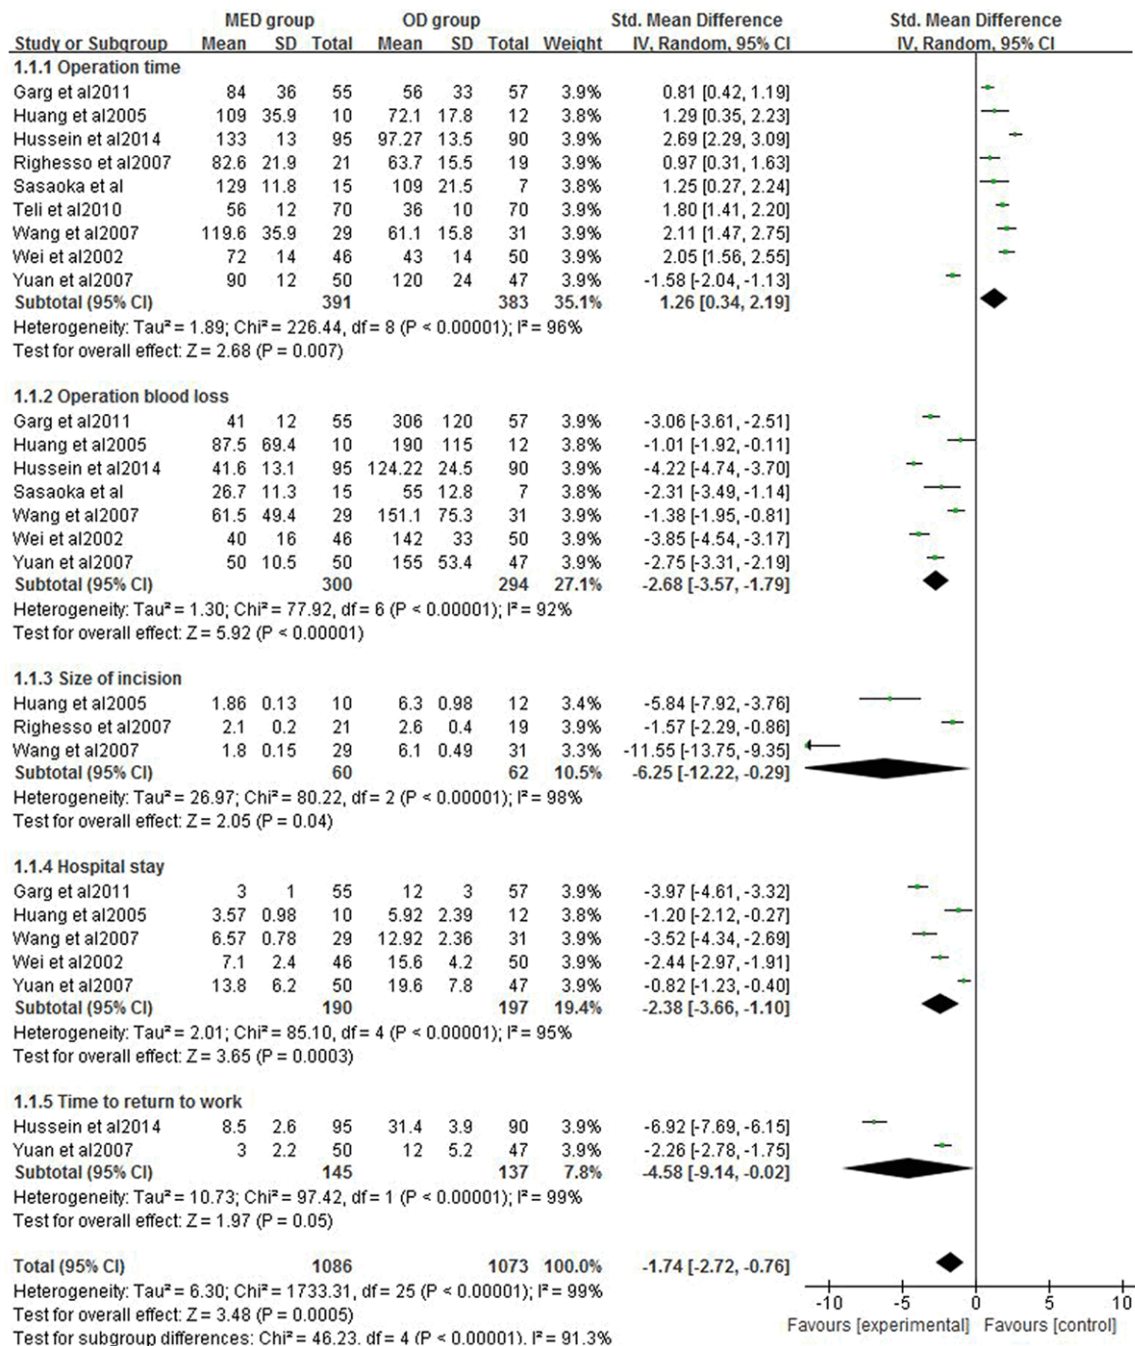 MED group OD group Std. Mean Difference Std. Mean Difference
Study or Subgroup Mean SD Total Mean SD Total Weight IV, Random, 95% CI IV, Random, 95% CI
1.1.1 Operation time
Garg et al2011 84 36 55 56 33 57 3.9% 0.81 [0.42, 1.19]
Huang et al2005 109 35.9 10 72.1 17.8 12 3.8% 1.29 [0.35, 2.23]
Hussein et al2014 133 13 95 97.27 13.5 90 3.9% 2.69 [2.29, 3.09]
Righesso et al2007 82.6 21.9 21 63.7 15.5 19 3.9% 0.97 [0.31, 1.63]
Sasaoka et al 129 11.8 15 109 21.5 7 3.8% 1.25 [0.27, 2.24]
Teli et al2010 56 12 70 36 10 70 3.9% 1.80 [1.41, 2.20]
Wang et al2007 119.6 35.9 29 61.1 15.8 31 3.9% 2.11 [1.47, 2.75]
Wei et al2002 72 14 46 43 14 50 3.9% 2.05 [1.56, 2.55]
Yuan et al2007 90 12 50 120 24 47 3.9% -1.58 [-2.04, -1.13]
Subtotal (95% CI) 391 383 35.1% 1.26 [0.34, 2.19]
Heterogeneity: Tau² = 1.89; Chi² = 226.44, df = 8 (P < 0.00001); I² = 96%
Test for overall effect: Z = 2.68 (P = 0.007)
1.1.2 Operation blood loss
Garg et al2011 41 12 55 306 120 57 3.9% -3.06 [-3.61, -2.51]
Huang et al2005 87.5 69.4 10 190 115 12 3.8% -1.01 [-1.92, -0.11]
Hussein et al2014 41.6 13.1 95 124.22 24.5 90 3.9% -4.22 [-4.74, -3.70]
Sasaoka et al 26.7 11.3 15 55 12.8 7 3.8% -2.31 [-3.49, -1.14]
Wang et al2007 61.5 49.4 29 151.1 75.3 31 3.9% -1.38 [-1.95, -0.81]
Wei et al2002 40 16 46 142 33 50 3.9% -3.85 [-4.54, -3.17]
Yuan et al2007 50 10.5 50 155 53.4 47 3.9% -2.75 [-3.31, -2.19]
Subtotal (95% CI) 300 294 27.1% -2.68 [-3.57, -1.79]
Heterogeneity: Tau² = 1.30; Chi² = 77.92, df = 6 (P < 0.00001); I² = 92%
Test for overall effect: Z = 5.92 (P < 0.00001)
1.1.3 Size of incision
Huang et al2005 1.86 0.13 10 6.3 0.98 12 3.4% -5.84 [-7.92, -3.76]
Righesso et al2007 2.1 0.2 21 2.6 0.4 19 3.9% -1.57 [-2.29, -0.86]
Wang et al2007 1.8 0.15 29 6.1 0.49 31 3.3% -11.55 [-13.75, -9.35]
Subtotal (95% CI) 60 62 10.5% -6.25 [-12.22, -0.29]
Heterogeneity: Tau² = 26.97; Chi² = 80.22, df = 2 (P < 0.00001); I² = 98%
Test for overall effect: Z = 2.05 (P = 0.04)
1.1.4 Hospital stay
Garg et al2011 3 1 55 12 3 57 3.9% -3.97 [-4.61, -3.32]
Huang et al2005 3.57 0.98 10 5.92 2.39 12 3.8% -1.20 [-2.12, -0.27]
Wang et al2007 6.57 0.78 29 12.92 2.36 31 3.9% -3.52 [-4.34, -2.69]
Wei et al2002 7.1 2.4 46 15.6 4.2 50 3.9% -2.44 [-2.97, -1.91]
Yuan et al2007 13.8 6.2 50 19.6 7.8 47 3.9% -0.82 [-1.23, -0.40]
Subtotal (95% CI) 190 197 19.4% -2.38 [-3.66, -1.10]
Heterogeneity: Tau² = 2.01; Chi² = 85.10, df = 4 (P < 0.00001); I² = 95%
Test for overall effect: Z = 3.65 (P = 0.0003)
1.1.5 Time to return to work
Hussein et al2014 8.5 2.6 95 31.4 3.9 90 3.9% -6.92 [-7.69, -6.15]
Yuan et al2007 3 2.2 50 12 5.2 47 3.9% -2.26 [-2.78, -1.75]
Subtotal (95% CI) 145 137 7.8% -4.58 [-9.14, -0.02]
Heterogeneity: Tau² = 10.73; Chi² = 97.42, df = 1 (P < 0.00001); I² = 99%
Test for overall effect: Z = 1.97 (P = 0.05)
Total (95% CI) 1086 1073 100.0% -1.74 [-2.72, -0.76]
Heterogeneity: Tau² = 6.30; Chi² = 1733.31, df = 25 (P < 0.00001); I² = 99%
-10 -5 0 5 10
Test for overall effect: Z = 3.48 (P = 0.0005)
Favours [experimental] Favours [control]
Test for subgroup differences: Chi² = 46.23, df = 4 (P < 0.00001), I² = 91.3%